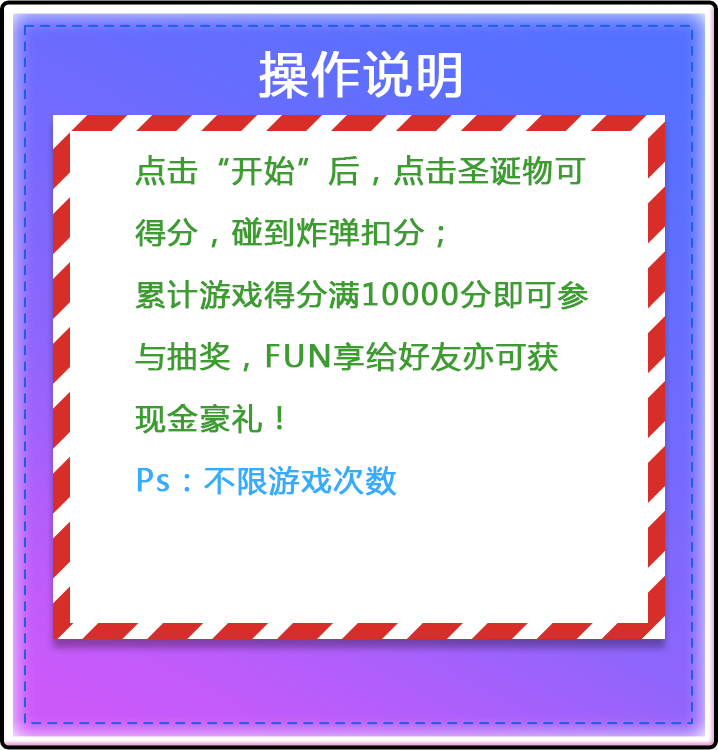 操作说明
点击“开始”后，点击圣诞物可
得分，碰到炸弹扣分；
累计游戏得分满10000分即可参
与抽奖，FUN享给好友亦可获
现金豪礼！
Ps：不限游戏次数